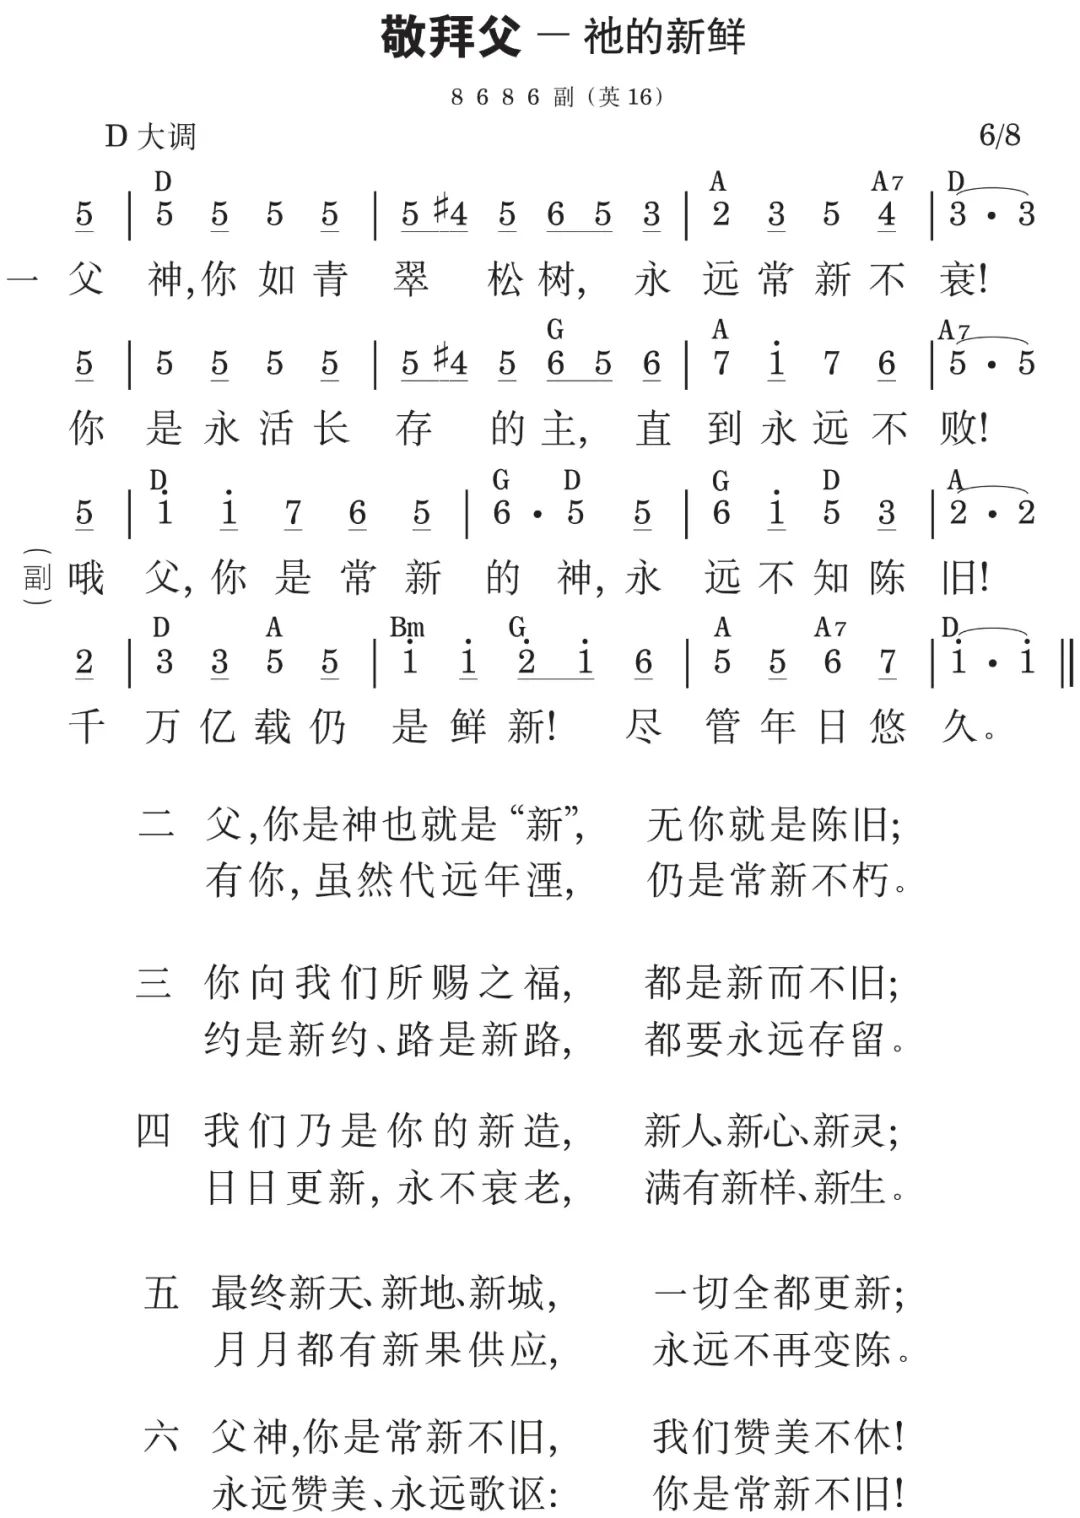 敬拜父－祂的新鲜
8 6 8 6 副（英16）
D 大调 6/8
D A A7 D
5 | 5 5 5 5 | 5 #4 5 6 5 3 | 2 3 5 4 | 3 · 3
一 父 神,你 如 青 翠 松 树, 永 远 常 新 不 衰!
G A A7
5 | 5 5 5 5 | 5 #4 5 6 5 6 | 7 i 7 6 | 5 · 5
你 是 永 活 长 存 的 主, 直 到 永 远 不 败!
D G D G D A
5 | i i 7 6 5 | 6 · 5 5 | 6 i 5 3 | 2 · 2
(副) 哦 父, 你 是 常 新 的 神, 永 远 不 知 陈 旧!
D A Bm G A A7 D
2 | 3 3 5 5 | i i 2̇ i 6 | 5 5 6 7 | i · i ‖
千 万 亿 载 仍 是 鲜 新! 尽 管 年 日 悠 久。
二 父,你是神也就是“新”, 无你就是陈旧;
有你, 虽然代远年湮, 仍是常新不朽。
三 你向我们所赐之福, 都是新而不旧;
约是新约、路是新路, 都要永远存留。
四 我们乃是你的新造, 新人、新心、新灵;
日日更新, 永不衰老, 满有新样、新生。
五 最终新天、新地、新城, 一切全都更新;
月月都有新果供应, 永远不再变陈。
六 父神,你是常新不旧, 我们赞美不休!
永远赞美、永远歌讴: 你是常新不旧!